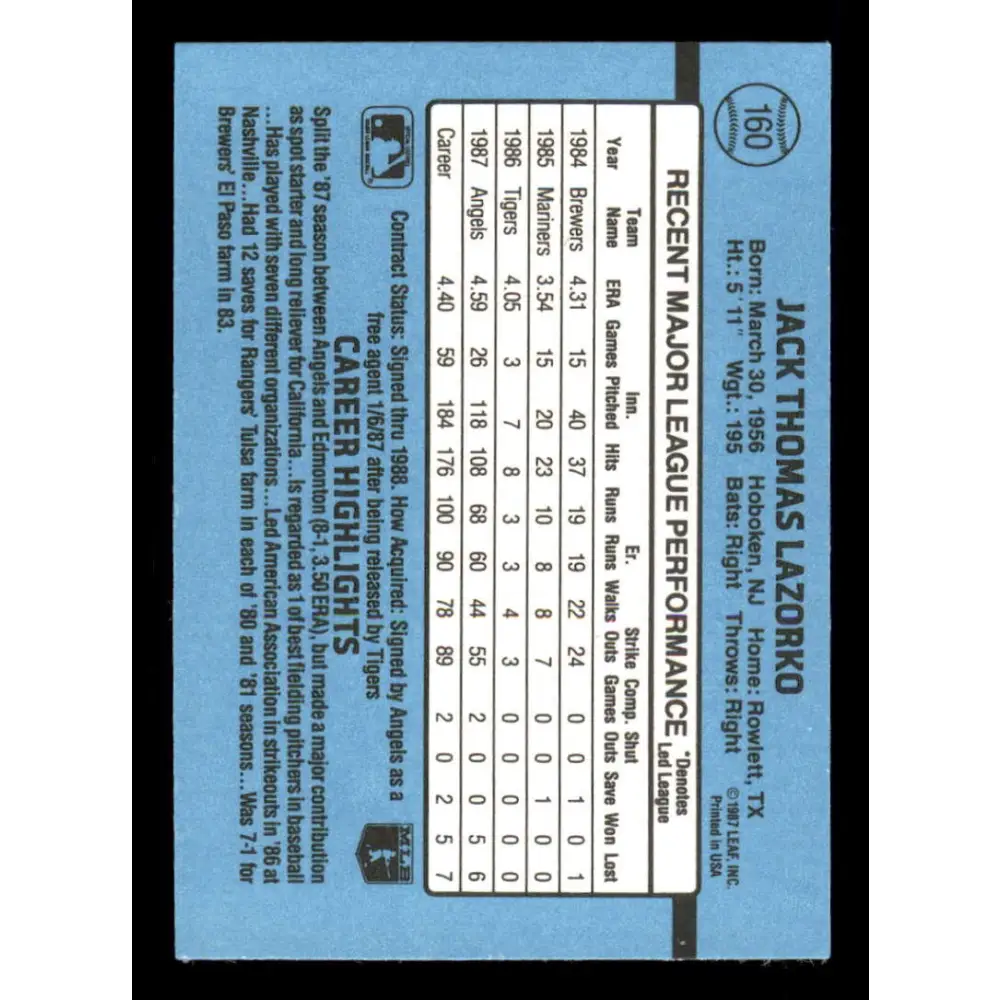 160
JACK THOMAS LAZORKO
Born: March 30, 1956 Hoboken, NJ Home: Rowlett, TX
Ht.: 5'11" Wgt.: 195 Bats: Right Throws: Right
©1987 LEAF, INC.
Printed in USA
RECENT MAJOR LEAGUE PERFORMANCE *Denotes
Led League
Team Inn. Er. Strike Comp. Shut
Year Name ERA Games Pitched Hits Runs Runs Walks Outs Games Outs Save Won Lost
1984 Brewers 4.31 15 40 37 19 19 22 24 0 0 1 0 1
1985 Mariners 3.54 15 20 23 10 8 8 7 0 0 1 0 0
1986 Tigers 4.05 3 7 8 3 3 4 3 0 0 0 0 0
1987 Angels 4.59 26 118 108 68 60 44 55 2 0 0 5 6
Career 4.40 59 184 176 100 90 78 89 2 0 2 5 7
Contract Status: Signed thru 1988. How Acquired: Signed by Angels as a
free agent 1/6/87 after being released by Tigers
MLB
CAREER HIGHLIGHTS
Split the '87 season between Angels and Edmonton (8-1, 3.50 ERA), but made a major contribution
as spot starter and long reliever for California...Is regarded as 1 of best fielding pitchers in baseball
...Has played with seven different organizations...Led American Association in strikeouts in '86 at
Nashville...Had 12 saves for Rangers' Tulsa farm in each of '80 and '81 seasons...Was 7-1 for
Brewers' El Paso farm in 83.